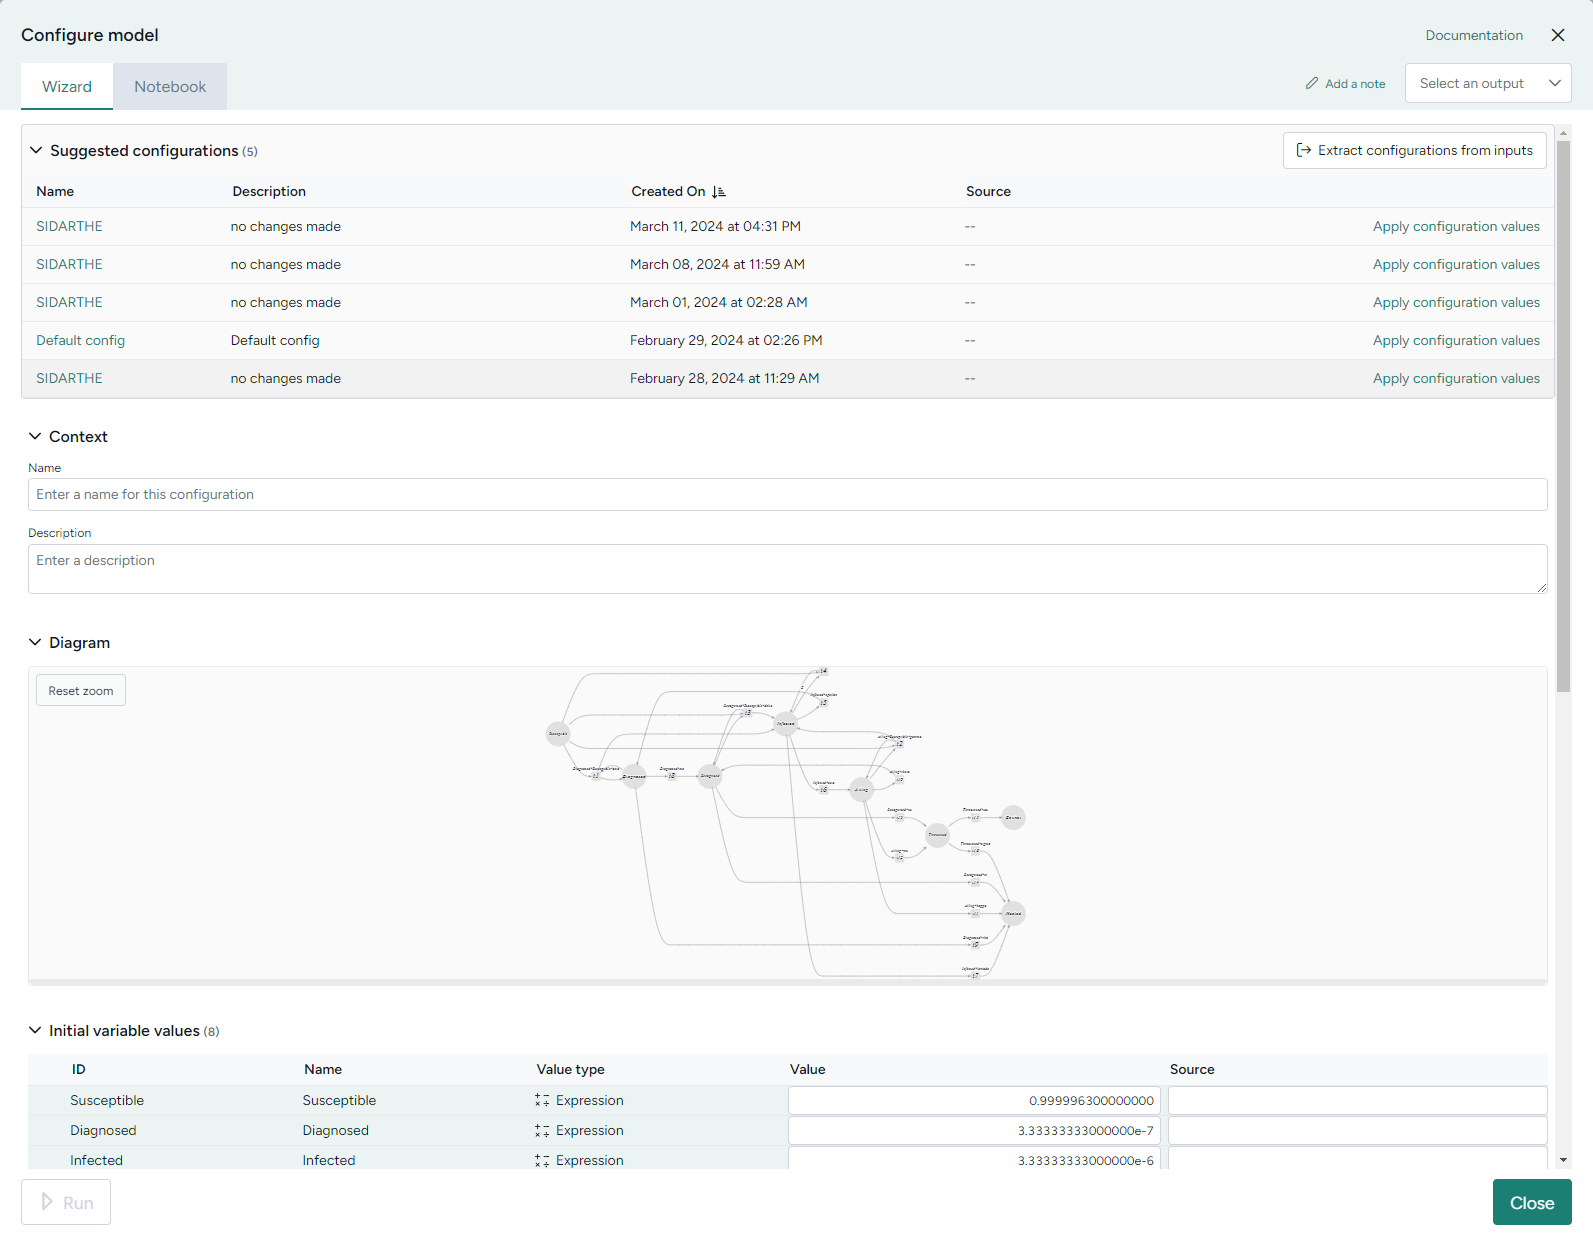 Configure model
Documentation
Wizard
Notebook
Add a note
Select an output
Suggested configurations (5)
Extract configurations from inputs
Name Description Created On Source
SIDARTHE no changes made March 11, 2024 at 04:31 PM -- Apply configuration values
SIDARTHE no changes made March 08, 2024 at 11:59 AM -- Apply configuration values
SIDARTHE no changes made March 01, 2024 at 02:28 AM -- Apply configuration values
Default config Default config February 29, 2024 at 02:26 PM -- Apply configuration values
SIDARTHE no changes made February 28, 2024 at 11:29 AM -- Apply configuration values
Context
Name
Enter a name for this configuration
Description
Enter a description
Diagram
Reset zoom
Initial variable values (8)
ID Name Value type Value Source
Susceptible Susceptible Expression 0.999996300000000
Diagnosed Diagnosed Expression 3.33333333000000e-7
Infected Infected Expression 3.33333333000000e-6
Run
Close